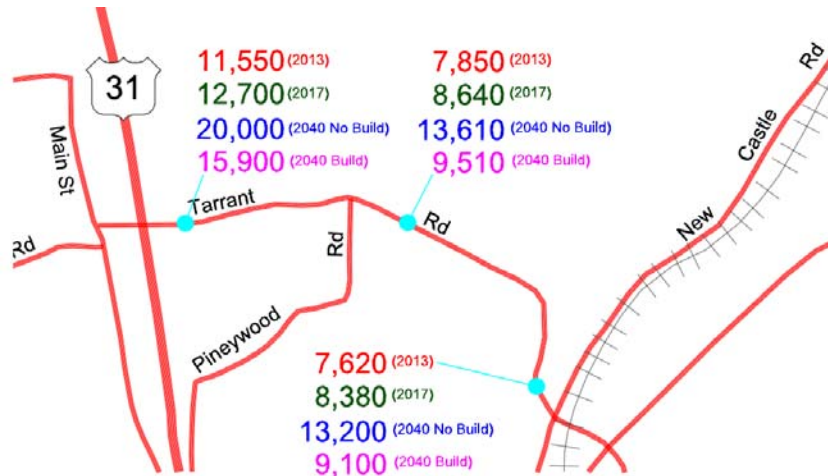 31
11,550 (2013)
12,700 (2017)
20,000 (2040 No Build)
15,900 (2040 Build)
7,850 (2013)
8,640 (2017)
13,610 (2040 No Build)
9,510 (2040 Build)
Main St
Tarrant Rd
Rd
Pineywood Rd
New Castle Rd
7,620 (2013)
8,380 (2017)
13,200 (2040 No Build)
9,100 (2040 Build)